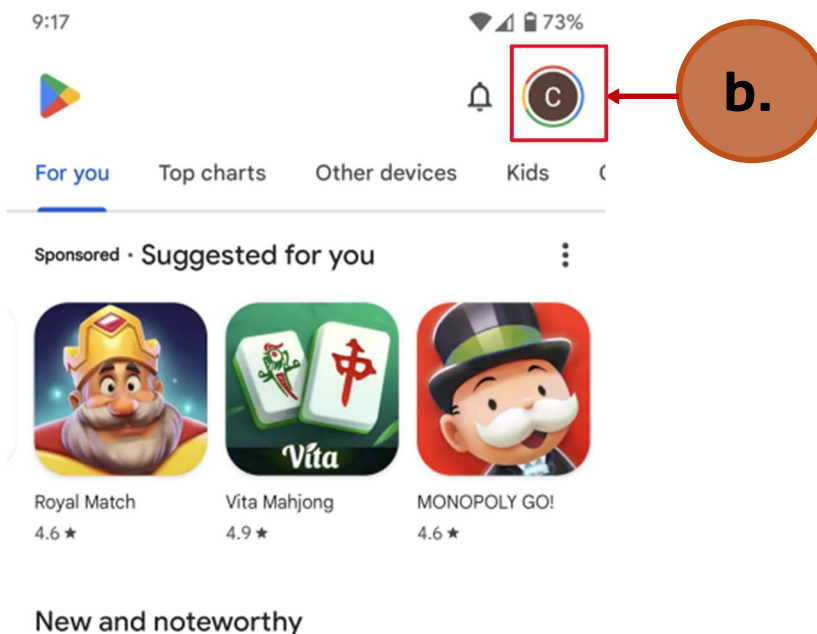 9:17 73%
C
b.
For you Top charts Other devices Kids
Sponsored · Suggested for you
中
Vita
Royal Match Vita Mahjong MONOPOLY GO!
4.6 ★ 4.9 ★ 4.6 ★
New and noteworthy